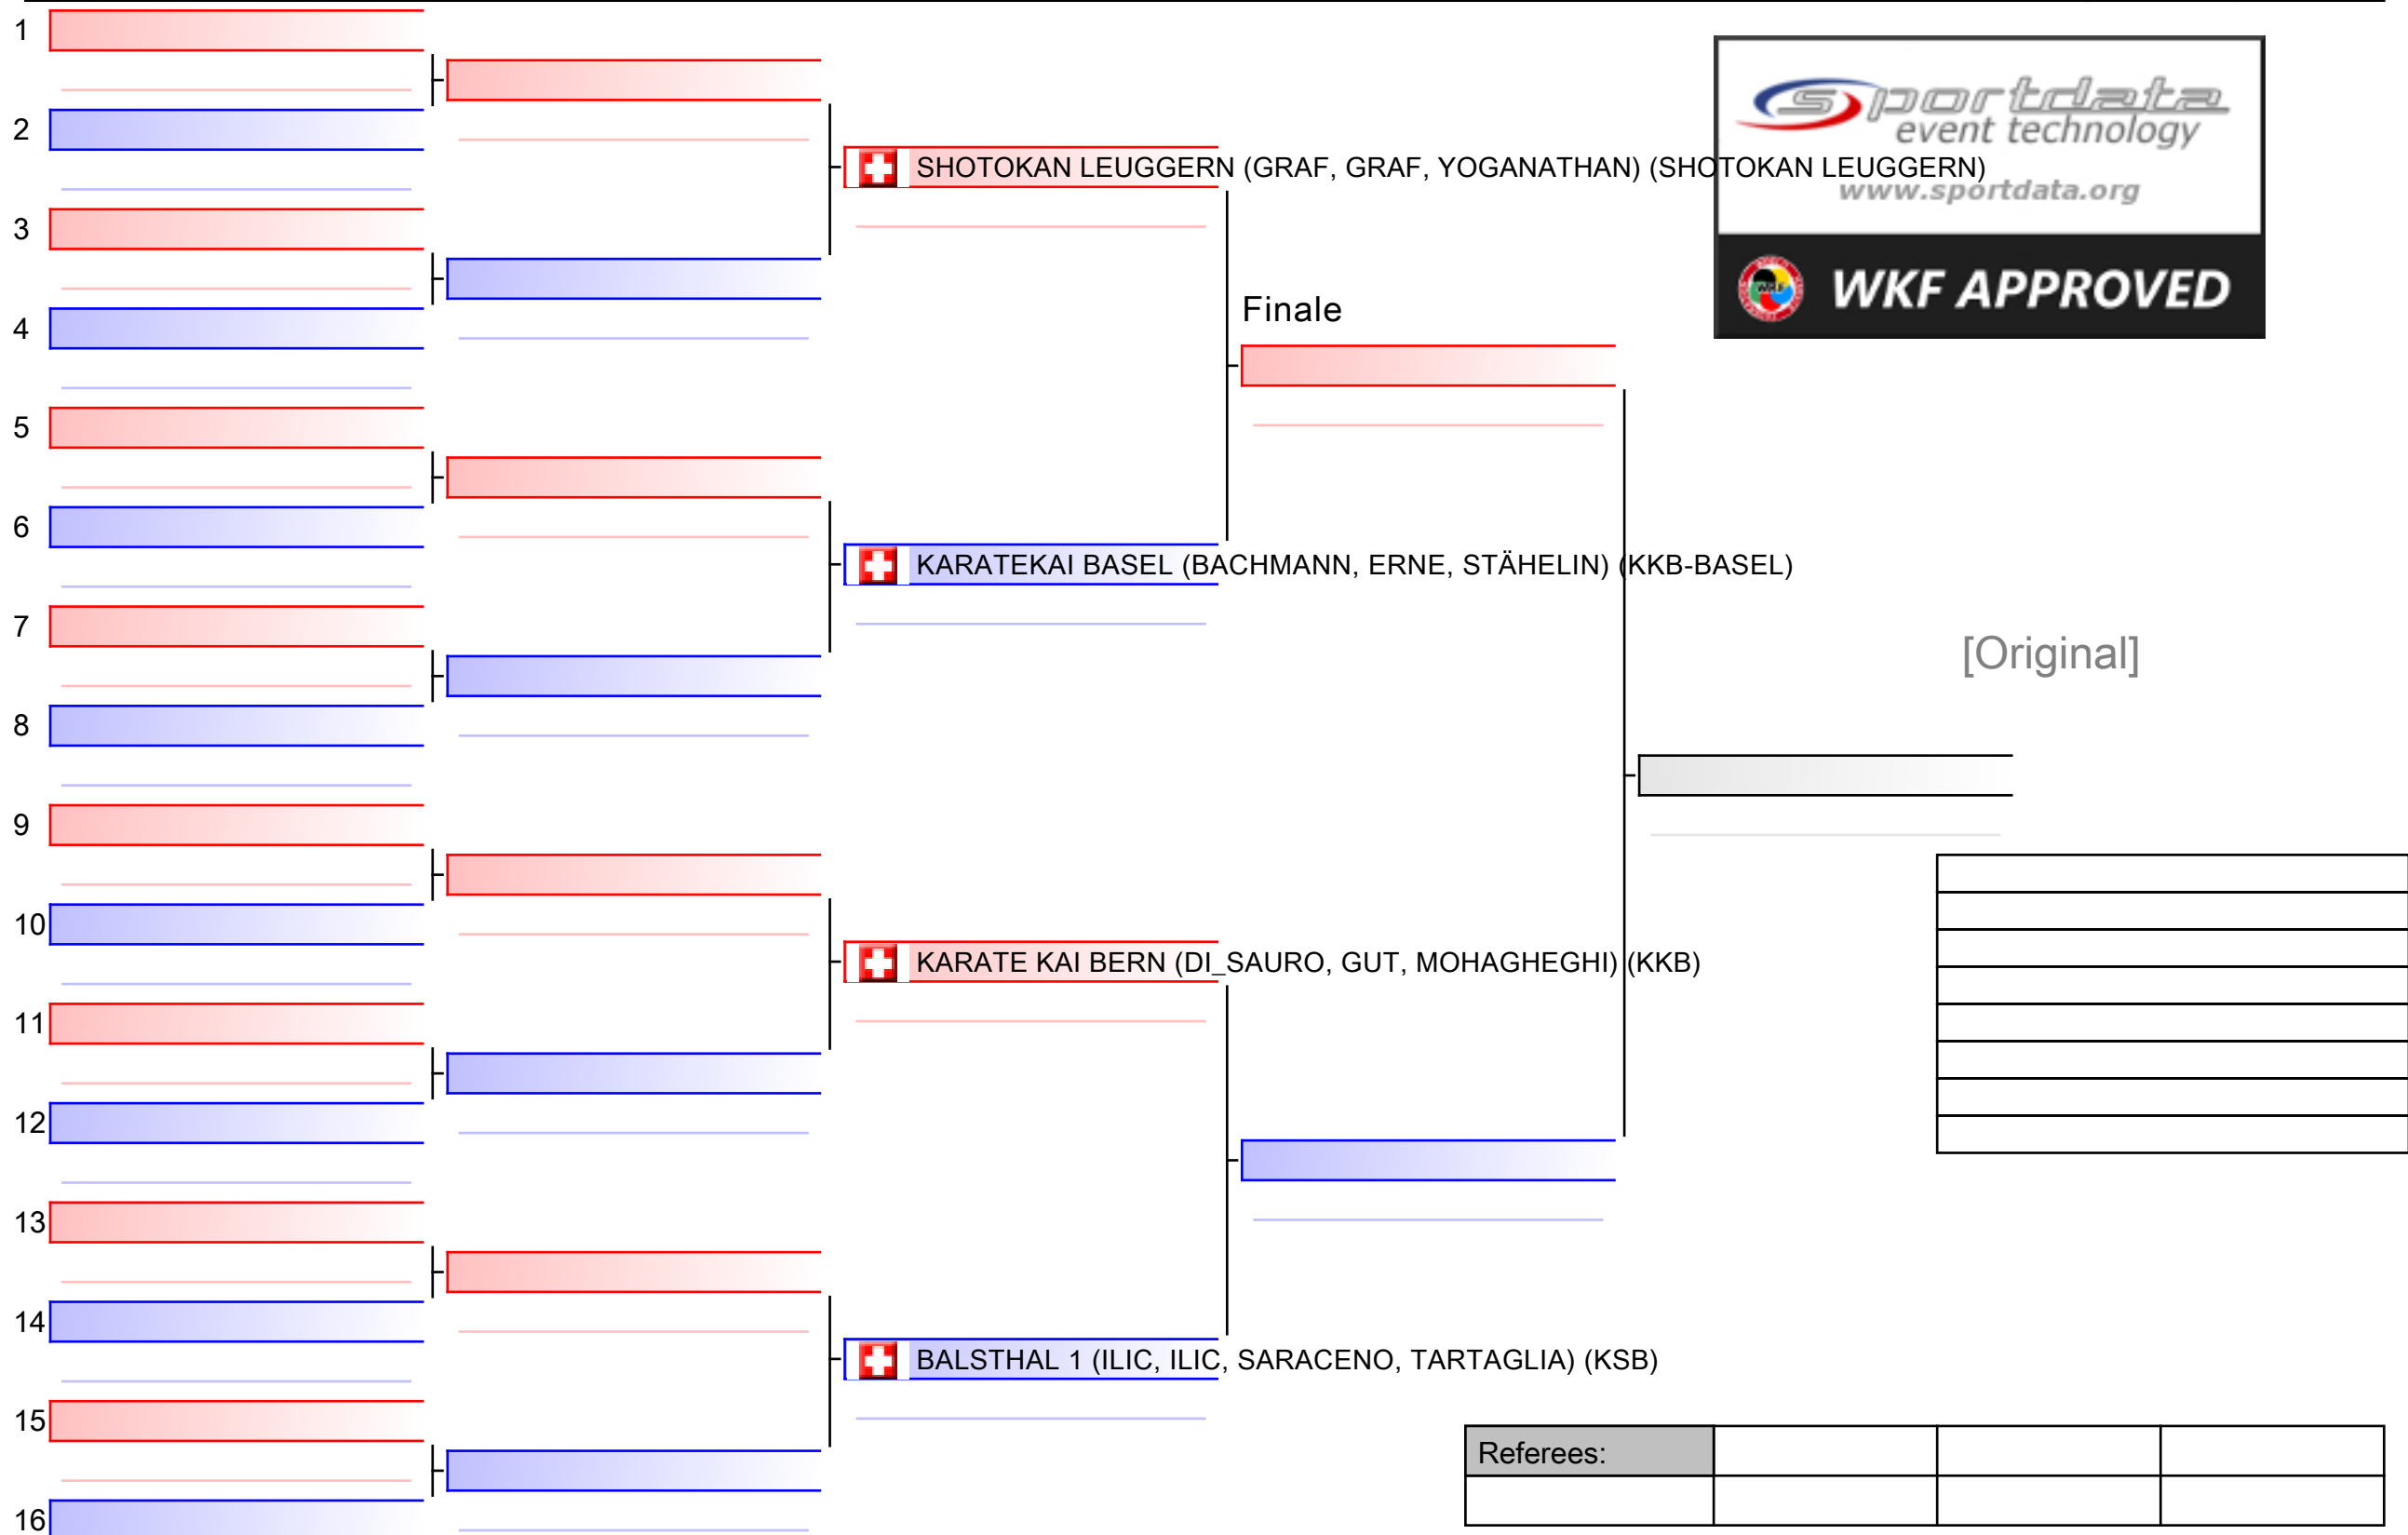 1
2
3
4
5
6
7
8
9
10
11
12
13
14
15
16
SHOTOKAN LEUGGERN (GRAF, GRAF, YOGANATHAN) (SHOTOKAN LEUGGERN)
KARATEKAI BASEL (BACHMANN, ERNE, STÄHELIN) (KKB-BASEL)
KARATE KAI BERN (DI_SAURO, GUT, MOHAGHEGHI) (KKB)
BALSTHAL 1 (ILIC, ILIC, SARACENO, TARTAGLIA) (KSB)
Finale
sportdata
event technology
www.sportdata.org
WKF
WKF APPROVED
[Original]
Referees: